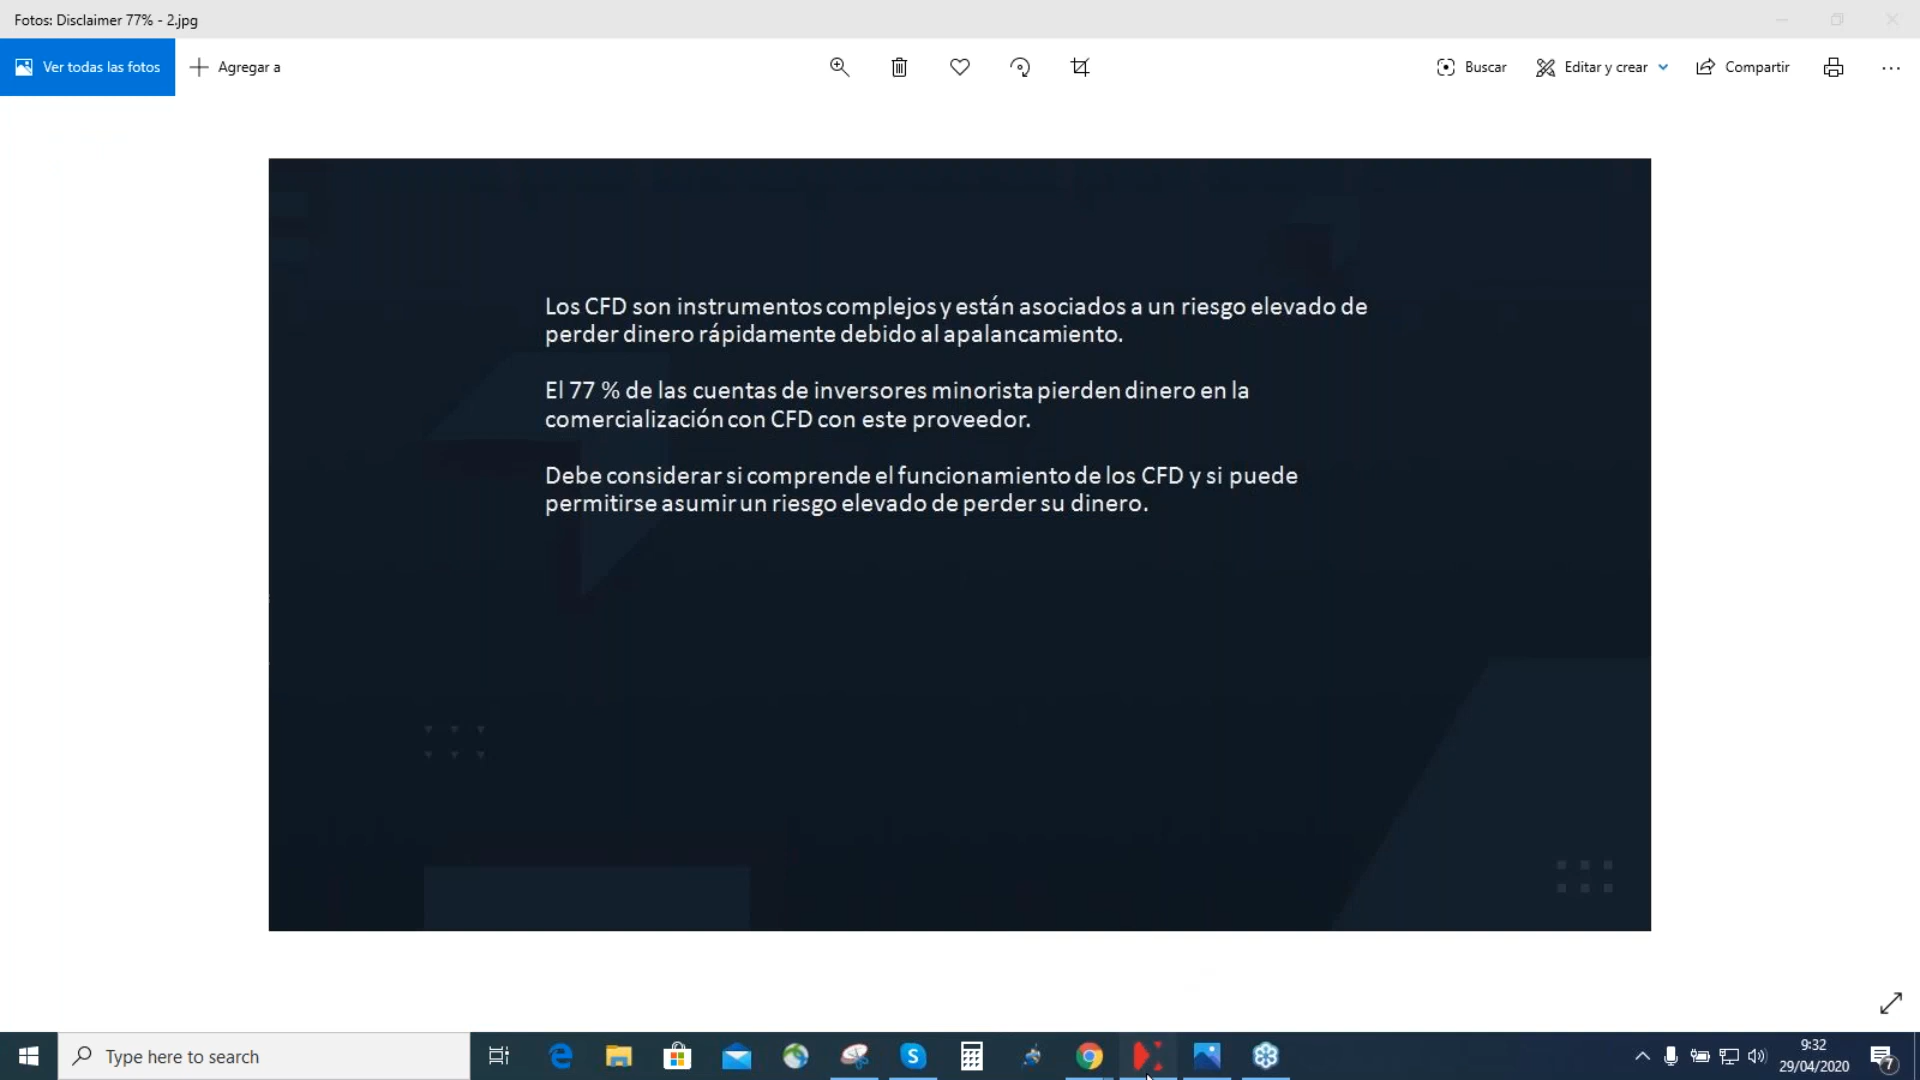 Fotos: Disclaimer 77% - 2.jpg
Ver todas las fotos
Agregar a
Buscar
Editar y crear
Compartir
Los CFD son instrumentos complejos y están asociados a un riesgo elevado de
perder dinero rápidamente debido al apalancamiento.
El 77 % de las cuentas de inversores minorista pierden dinero en la
comercialización con CFD con este proveedor.
Debe considerar si comprende el funcionamiento de los CFD y si puede
permitirse asumir un riesgo elevado de perder su dinero.
Type here to search
9:32
29/04/2020
7